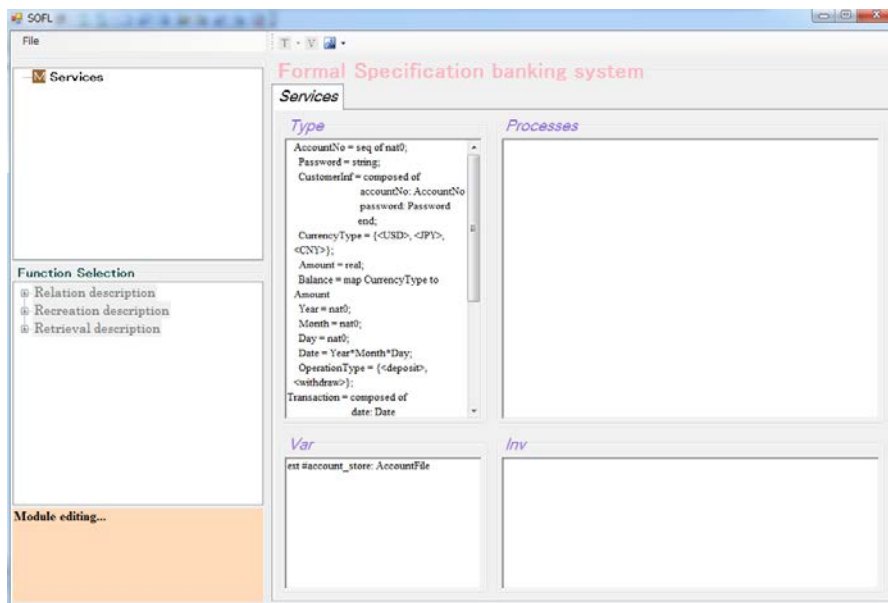 SOFL
File
T
V
M Services
Formal Specification banking system
Services
Type
AccountNo = seq of nat0;
Password = string;
CustomerInf = composed of
accountNo: AccountNo
password: Password
end;
CurrencyType = {<USD>, <JPY>,
<CNY>};
Amount = real;
Balance = map CurrencyType to
Amount
Year = nat0;
Month = nat0;
Day = nat0;
Date = Year*Month*Day;
OperationType = {<deposit>,
<withdraw>};
Transaction = composed of
date: Date
Processes
Function Selection
Relation description
Recreation description
Retrieval description
Var
ext #account_store: AccountFile
Inv
Module editing...